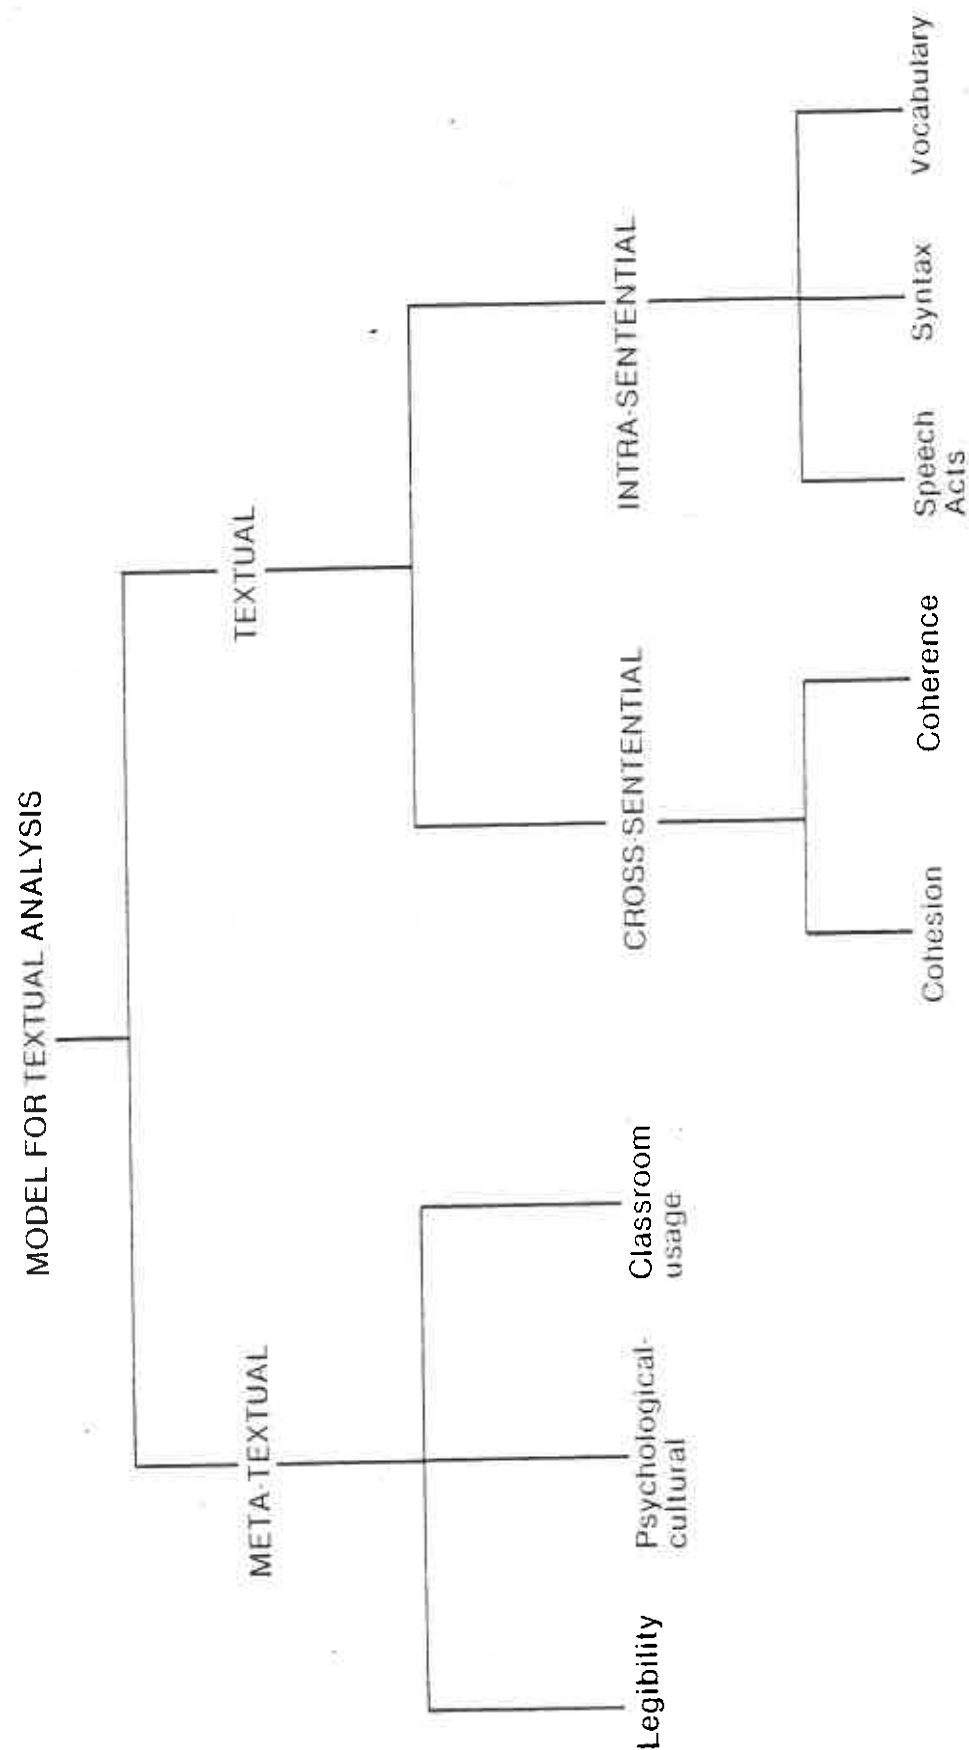 MODEL FOR TEXTUAL ANALYSIS
META-TEXTUAL
TEXTUAL
Legibility
Psychological-
cultural
Classroom
usage
CROSS-SENTENTIAL
INTRA-SENTENTIAL
Cohesion
Coherence
Speech
Acts
Syntax
Vocabulary